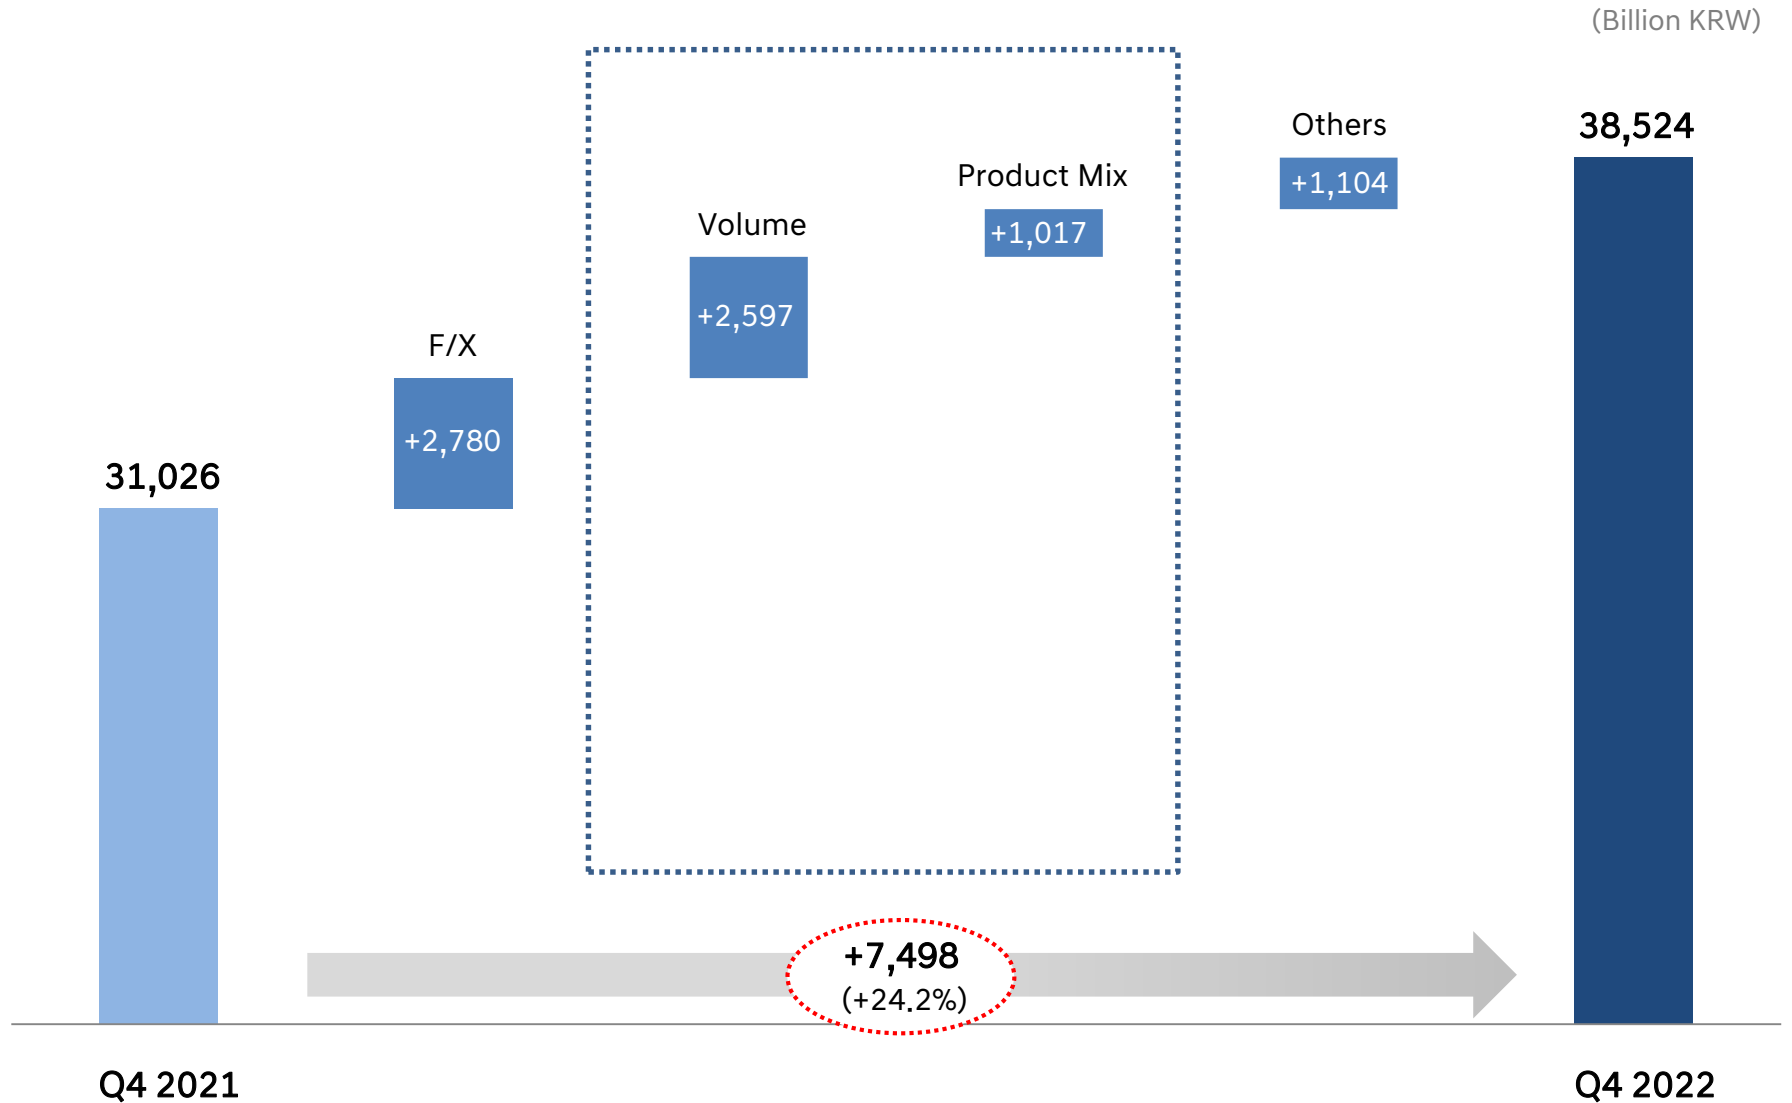 (Billion KRW)
31,026
F/X
+2,780
Volume
+2,597
Product Mix
+1,017
Others
+1,104
38,524
+7,498
(+24.2%)
Q4 2021
Q4 2022